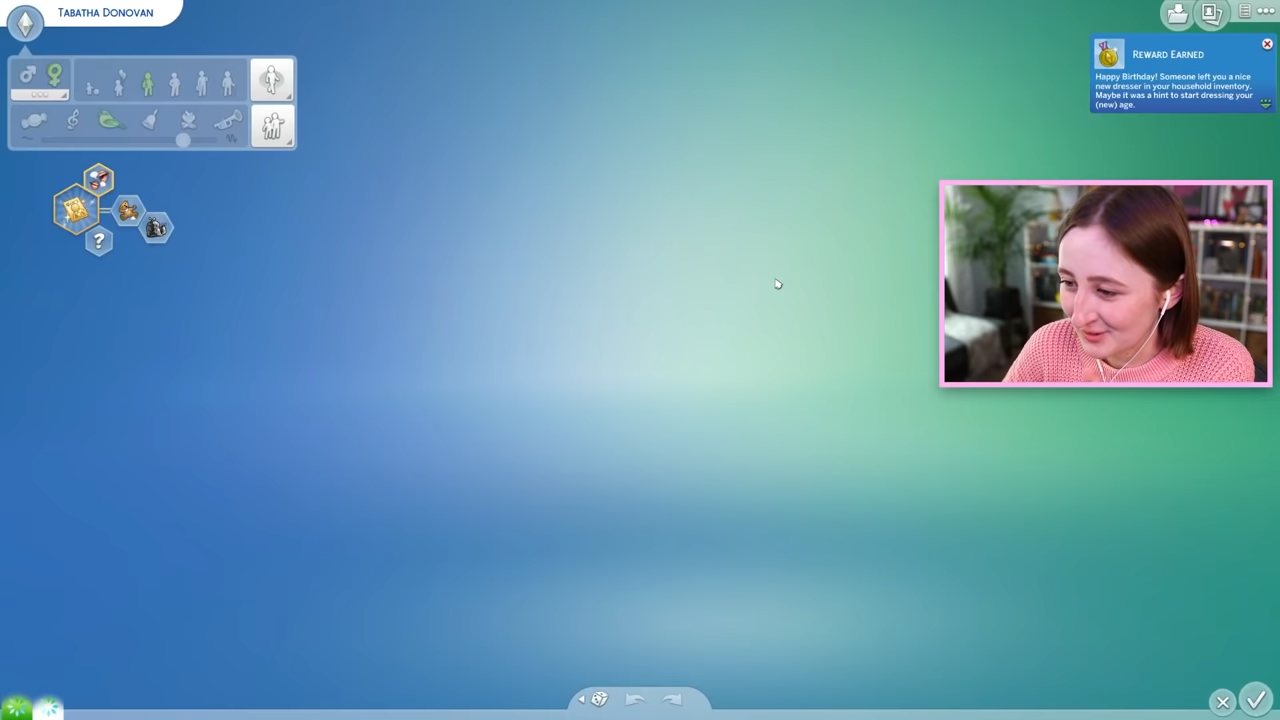 TABATHA DONOVAN
REWARD EARNED
Happy Birthday! Someone left you a nice
new dresser in your household inventory.
Maybe it was a hint to start dressing your
(new) age.
?